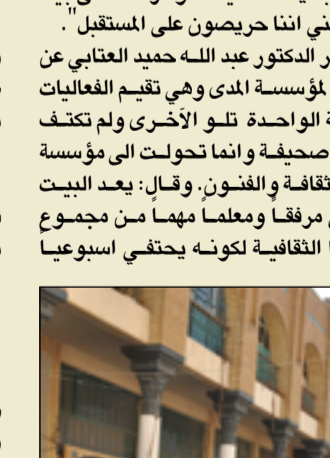 ني اننا حريصون على المستقبل".
ر الدكتور عبد الله حميد العتابي عن
لمؤسسة المدى وهي تقيم الفعاليات
ة الواحدة تلو الأخرى ولم تكتف
صحيفة وانما تحولت الى مؤسسة
ثقافة والفنون. وقال: يعد البيت
مرفقاً ومعلماً مهماً من مجموع
ا الثقافية لكونه يحتفي اسبوعيا